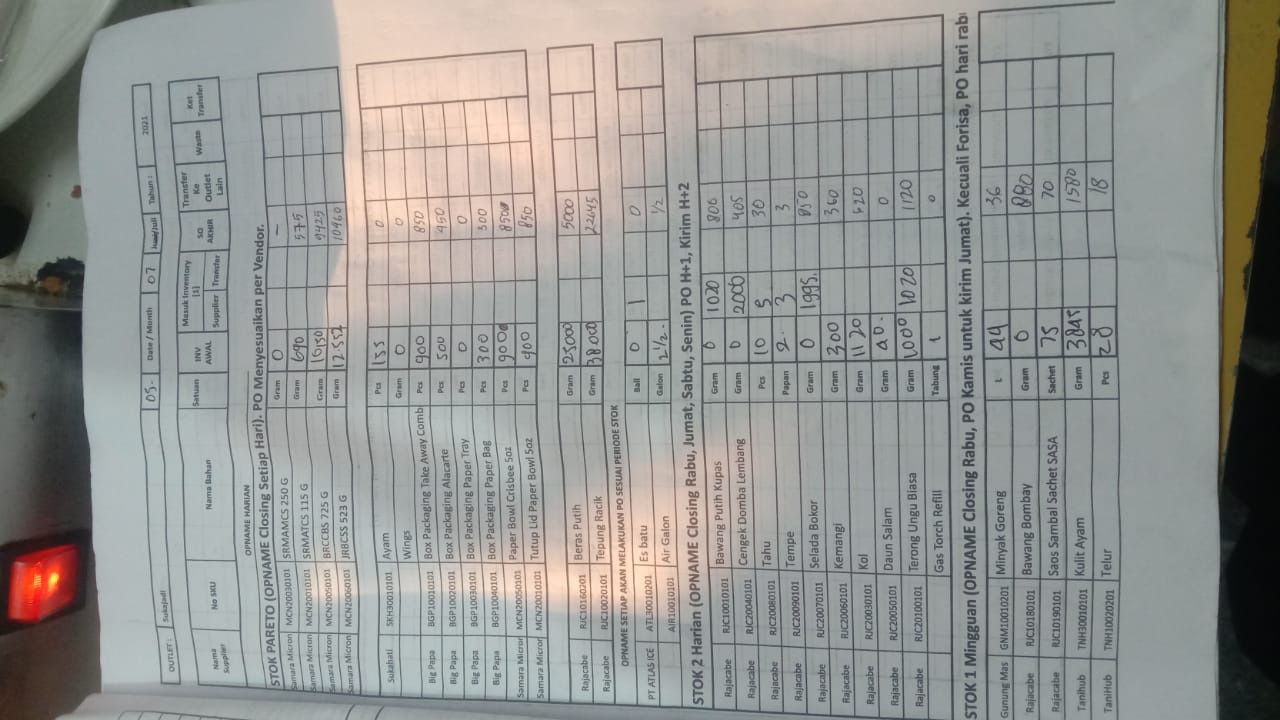 OUTLET : Sukajadi 05- Date / Month 07 Tahun : 2021
Nama Supplier No SKU Nama Bahan Satuan INV AWAL Masuk Inventory (1) Supplier Transfer SO AKHIR Transfer Ke Outlet Lain Waste Ket Transfer
OPNAME HARIAN
STOK PARETO (OPNAME Closing Setiap Hari). PO Menyesuaikan per Vendor.
Samara Micron MCN20030101 SRMAMCS 250 G Gram 0 –
Samara Micron MCN20010101 SRMATCS 115 G Gram 690 575
Samara Micron MCN20050101 BRCCBS 725 G Gram 10150 9425
Samara Micron MCN20060101 JRBCSS 523 G Gram 12.552 10460
Sukahati SKH30010101 Ayam Pcs 155 0
Wings Gram 0 0
Big Papa BGP10010101 Box Packaging Take Away Comb Pcs 900 850
Big Papa BGP10020101 Box Packaging Alacarte Pcs 500 450
Big Papa BGP10030101 Box Packaging Paper Tray Pcs 0 0
Big Papa BGP10040101 Box Packaging Paper Bag Pcs 300 300
Samara Micron MCN20050101 Paper Bowl Crisbee 5oz Pcs 900 850
Samara Micron MCN20010101 Tutup Lid Paper Bowl 5oz Pcs 900 850
Rajacabe RJC10160201 Beras Putih Gram 25000 5000
Rajacabe RJC10020101 Tepung Racik Gram 38000 22645
OPNAME SETIAP AKAN MELAKUKAN PO SESUAI PERIODE STOK
PT ATLAS ICE ATL30010201 Es batu Ball 0 1 0
AIR10010101 Air Galon Galon 2 1/2. 1/2
STOK 2 Harian (OPNAME Closing Rabu, Jumat, Sabtu, Senin) PO H+1, Kirim H+2
Rajacabe RJC10010101 Bawang Putih Kupas Gram 0 1020 800
Rajacabe RJC20040101 Cengek Domba Lembang Gram 0 2000 405
Rajacabe RJC20080101 Tahu Pcs 10 5 30
Rajacabe RJC20090101 Tempe Papan 2. 3 3
Rajacabe RJC20070101 Selada Bokor Gram 0 1995. 850
Rajacabe RJC20060101 Kemangi Gram 300 360
Rajacabe RJC20030101 Kol Gram 1120 620
Rajacabe RJC20050101 Daun Salam Gram 0
Rajacabe RJC20100101 Terong Ungu Biasa Gram 1000 1020 1120
Gas Torch Refill Tabung 1 0
STOK 1 Mingguan (OPNAME Closing Rabu, PO Kamis untuk kirim Jumat). Kecuali Forisa, PO hari rabu
Gunung Mas GNM10010201 Minyak Goreng L 44 36
Rajacabe RJC10180101 Bawang Bombay Gram 0
Rajacabe RJC10190101 Saos Sambal Sachet SASA Sachet 75 70
Tanihub TNH30010101 Kulit Ayam Gram 3845 1580
TaniHub TNH10020201 Telur Pcs 28 18